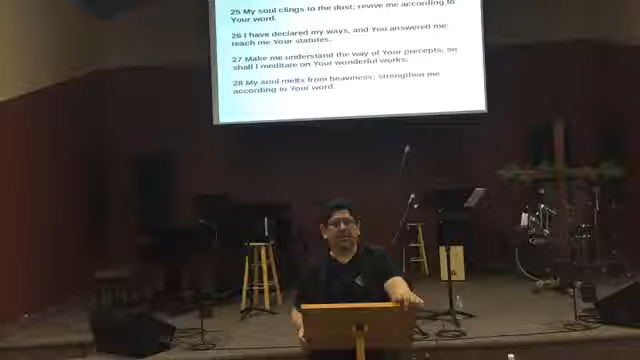 25 My soul clings to the dust; revive me according to
Your word.
26 I have declared my ways, and You answered me;
teach me Your statutes.
27 Make me understand the way of Your precepts; so
shall I meditate on Your wonderful works.
28 My soul melts from heaviness; strengthen me
according to Your word.